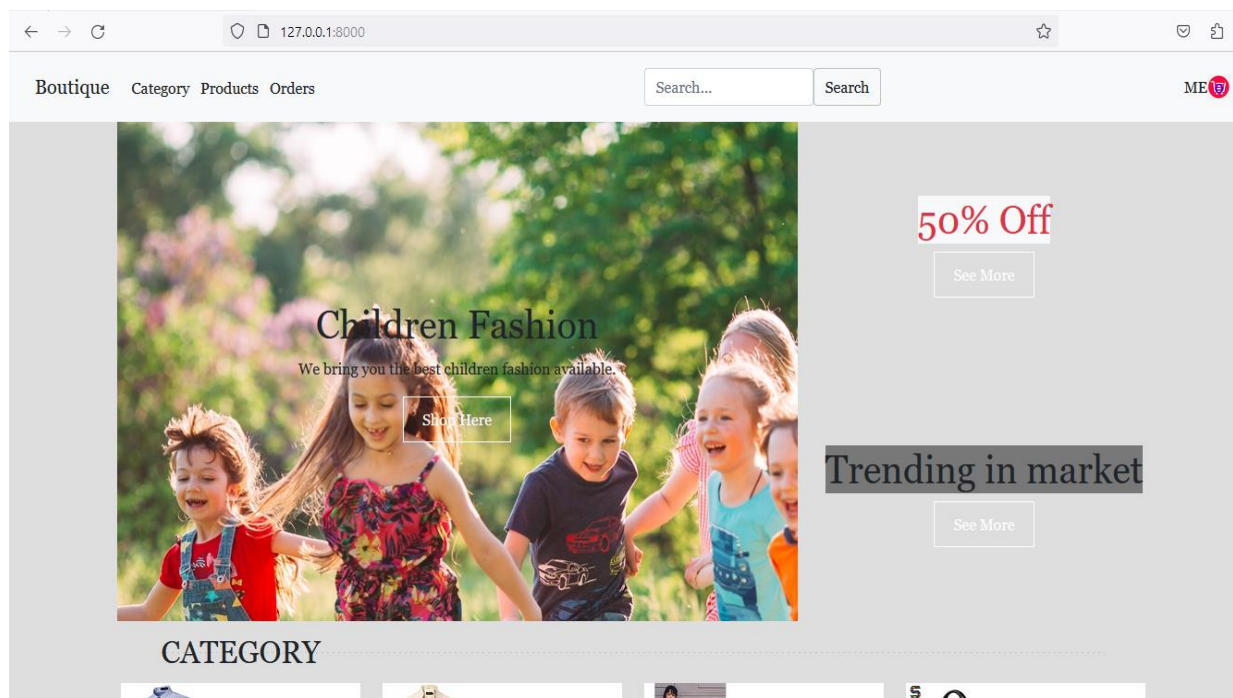 127.0.0.1:8000
Boutique Category Products Orders Search... Search ME
Children Fashion
We bring you the best children fashion available.
Shop Here
50% Off
See More
Trending in market
See More
CATEGORY